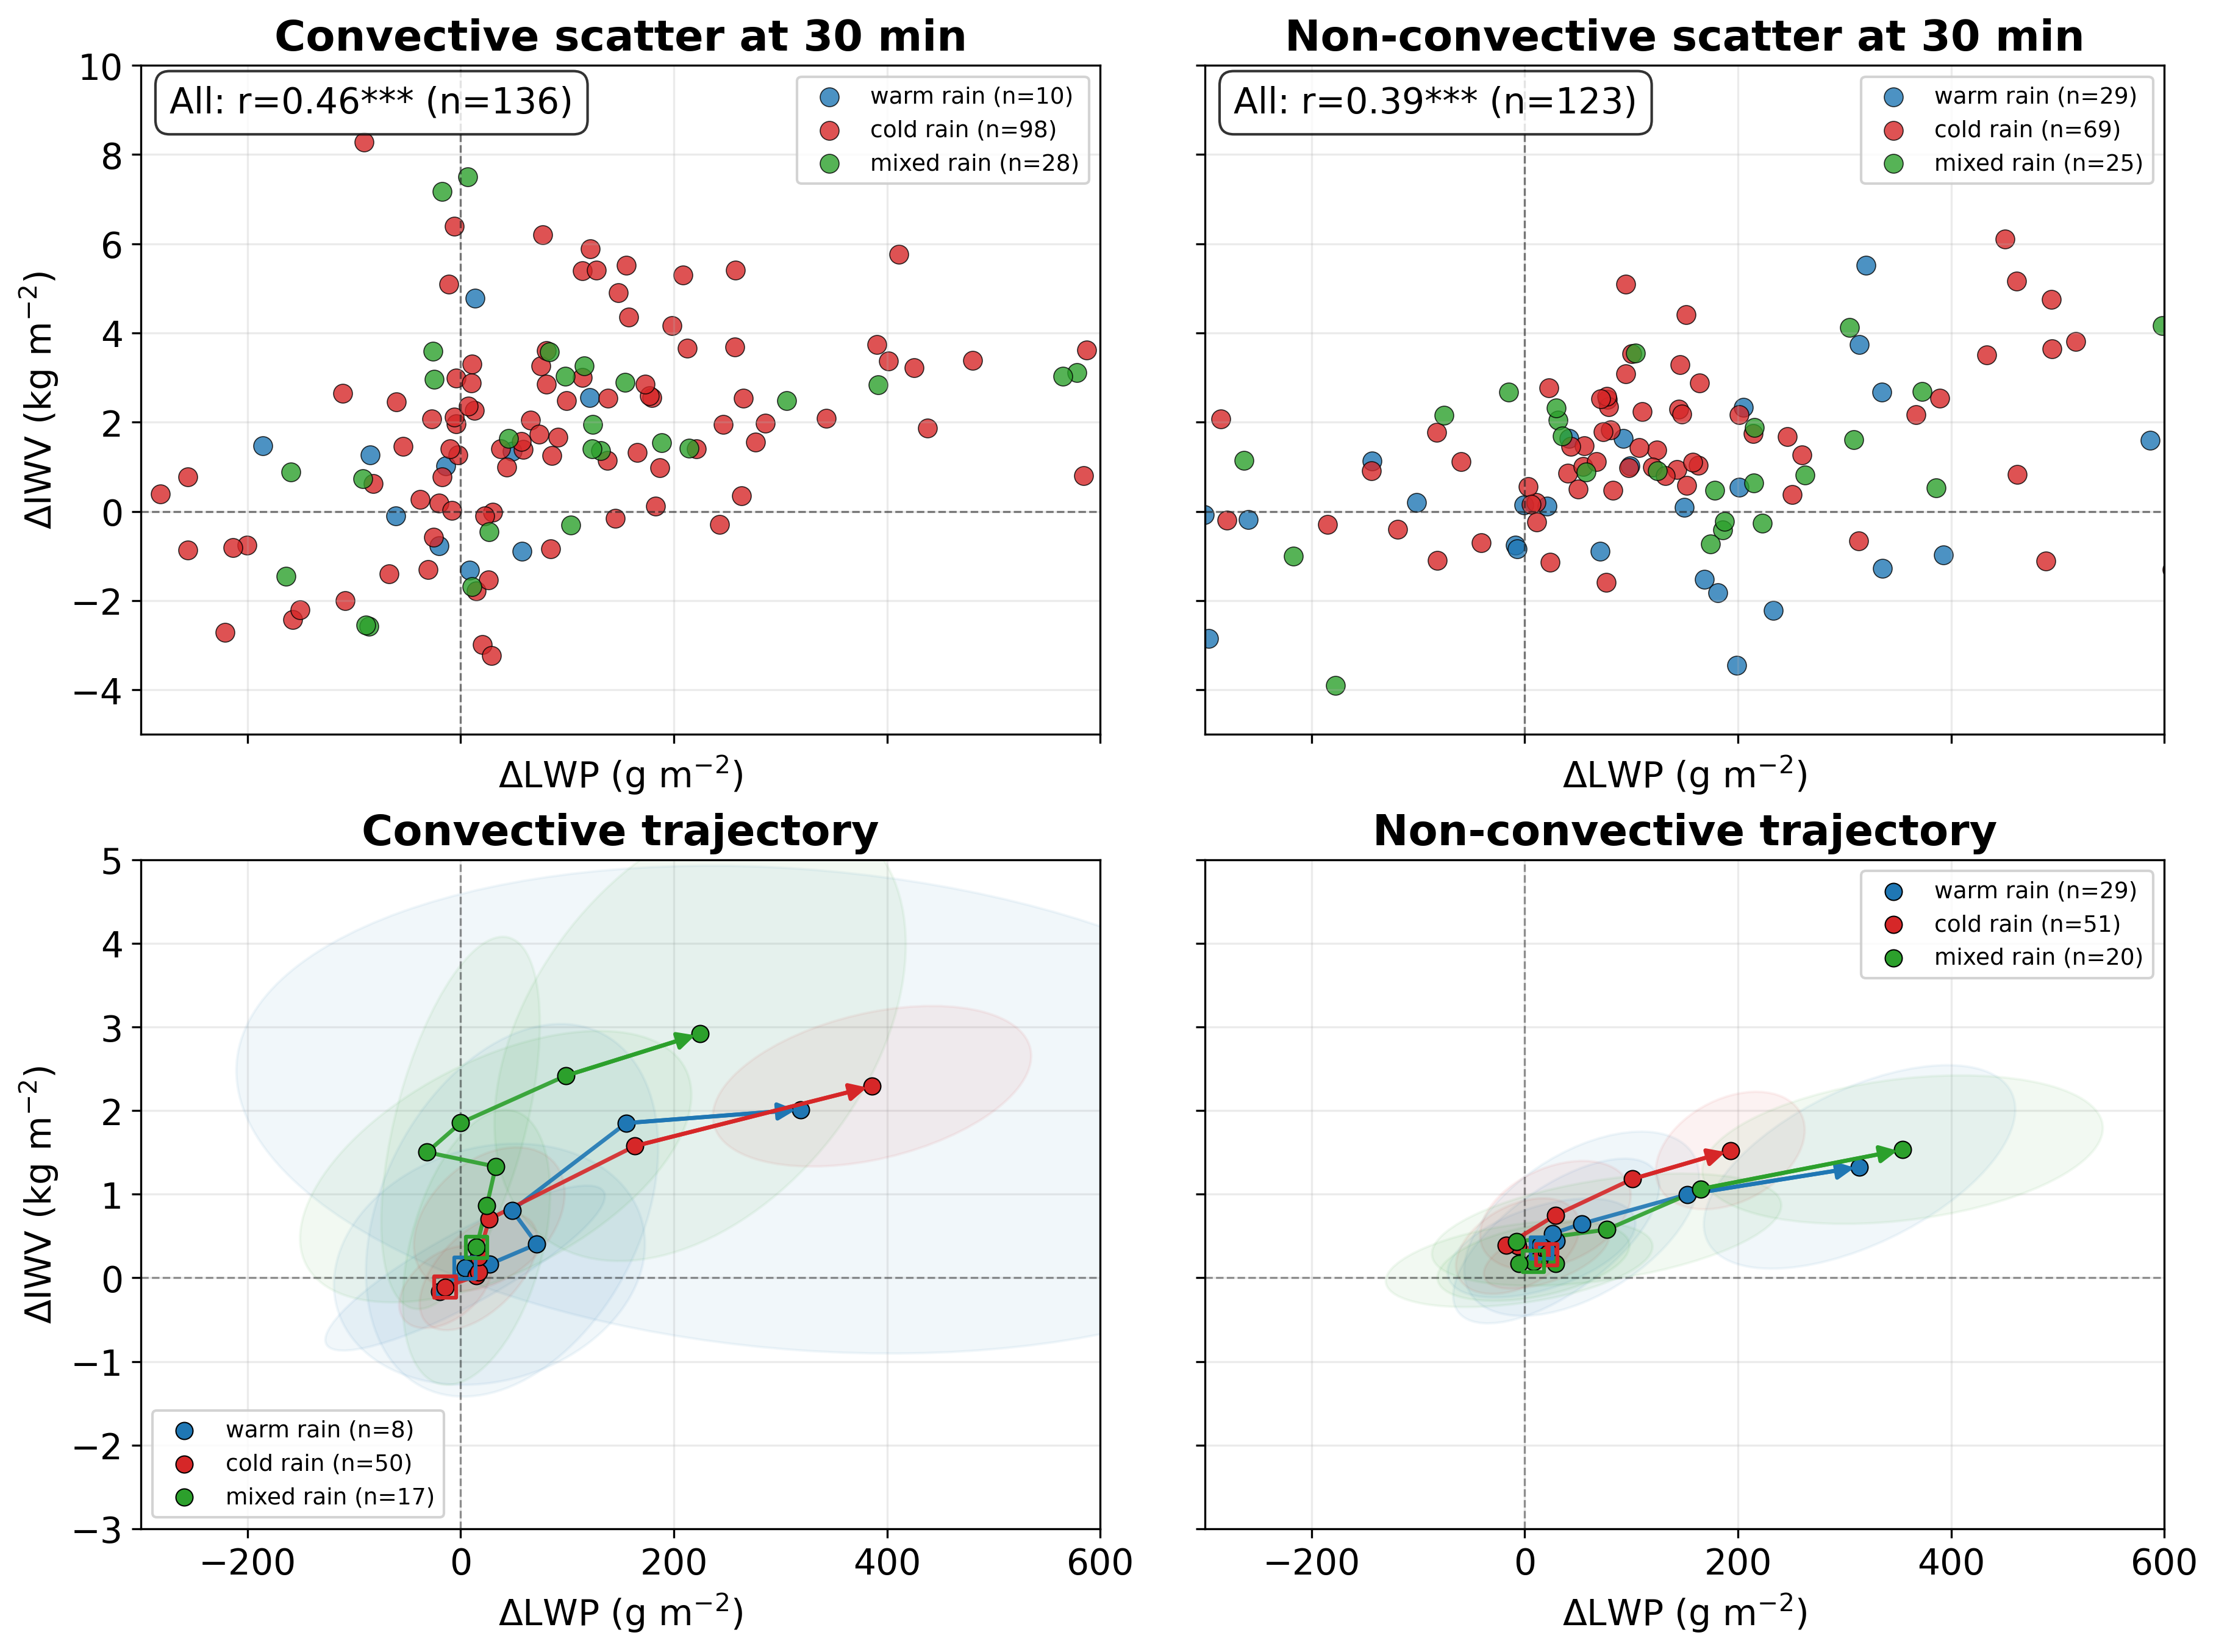 Convective scatter at 30 min
Non-convective scatter at 30 min
10
8
6
4
2
0
−2
−4
ΔIWV (kg m⁻²)
All: r=0.46*** (n=136)
warm rain (n=10)
cold rain (n=98)
mixed rain (n=28)
All: r=0.39*** (n=123)
warm rain (n=29)
cold rain (n=69)
mixed rain (n=25)
ΔLWP (g m⁻²)
ΔLWP (g m⁻²)
Convective trajectory
Non-convective trajectory
5
4
3
2
1
0
−1
−2
−3
ΔIWV (kg m⁻²)
warm rain (n=8)
cold rain (n=50)
mixed rain (n=17)
warm rain (n=29)
cold rain (n=51)
mixed rain (n=20)
−200 0 200 400 600
−200 0 200 400 600
ΔLWP (g m⁻²)
ΔLWP (g m⁻²)